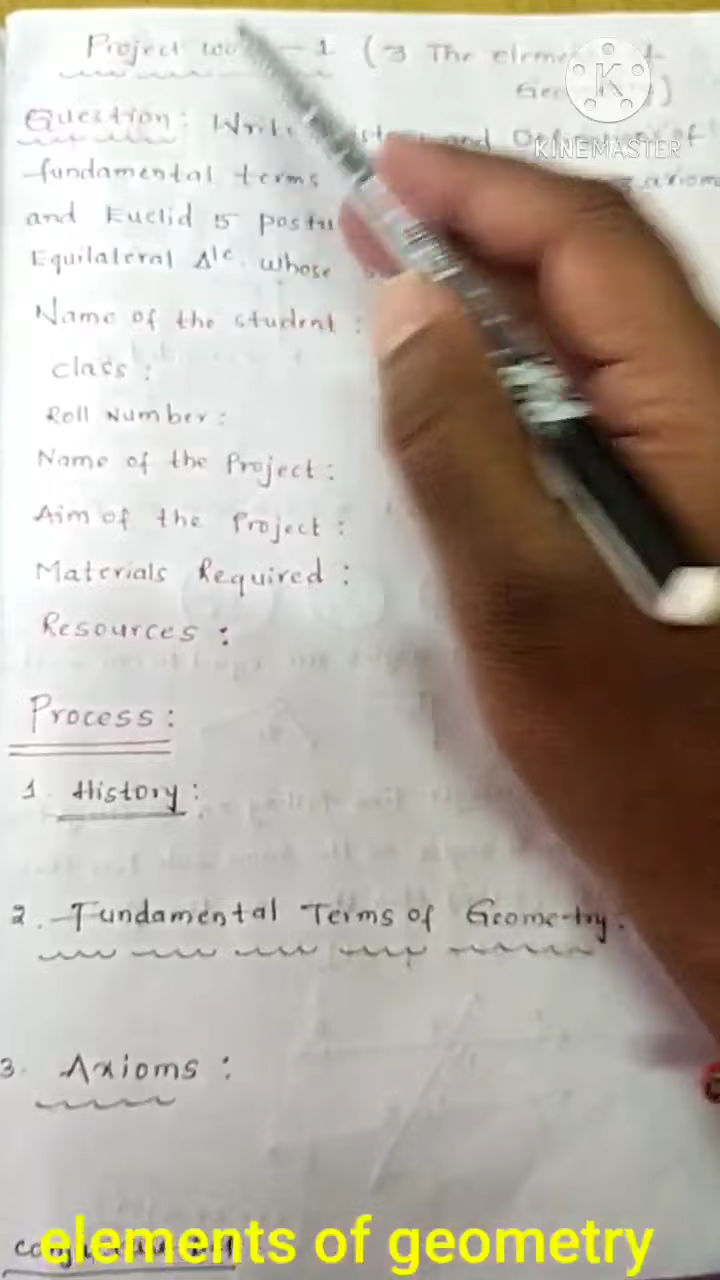 Project - 1 ( 3 The
KINEMASTER
Question: and of
fundamental terms axioms
and Euclid 5
Equilateral Δle. whose
Name of the student :
class :
Roll Number :
Name of the Project :
Aim of the Project :
Materials Required :
Resources :
Process :
1. History :
2. Fundamental Terms of Geometry.
3. Axioms :
elements of geometry